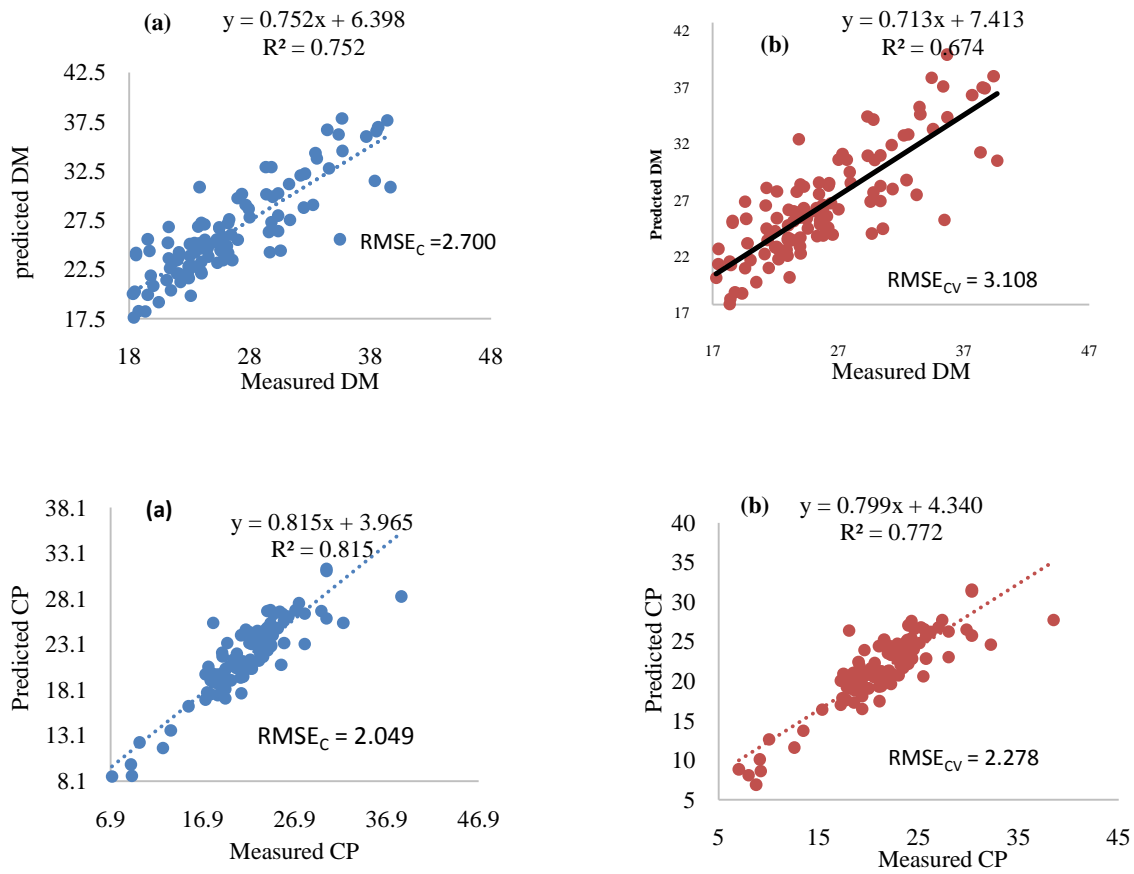 (a)
y = 0.752x + 6.398
R² = 0.752
42.5
37.5
32.5
27.5
22.5
17.5
predicted DM
RMSE_C =2.700
18 28 38 48
Measured DM
(b)
y = 0.713x + 7.413
R² = 0.674
42
37
32
27
22
17
Predcted DM
RMSE_CV = 3.108
17 27 37 47
Measured DM
(a)
y = 0.815x + 3.965
R² = 0.815
38.1
33.1
28.1
23.1
18.1
13.1
8.1
Predicted CP
RMSE_C = 2.049
6.9 16.9 26.9 36.9 46.9
Measured CP
(b)
y = 0.799x + 4.340
R² = 0.772
40
35
30
25
20
15
10
5
Predicted CP
RMSE_CV = 2.278
5 15 25 35 45
Measured CP